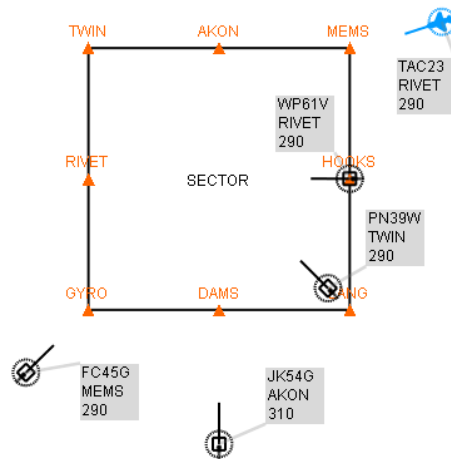 TWIN AKON MEMS
TAC23
RIVET
290
WP61V
RIVET
290
RIVET SECTOR HOOKS
PN39W
TWIN
290
GYRO DAMS ANG
FC45G
MEMS
290
JK54G
AKON
310